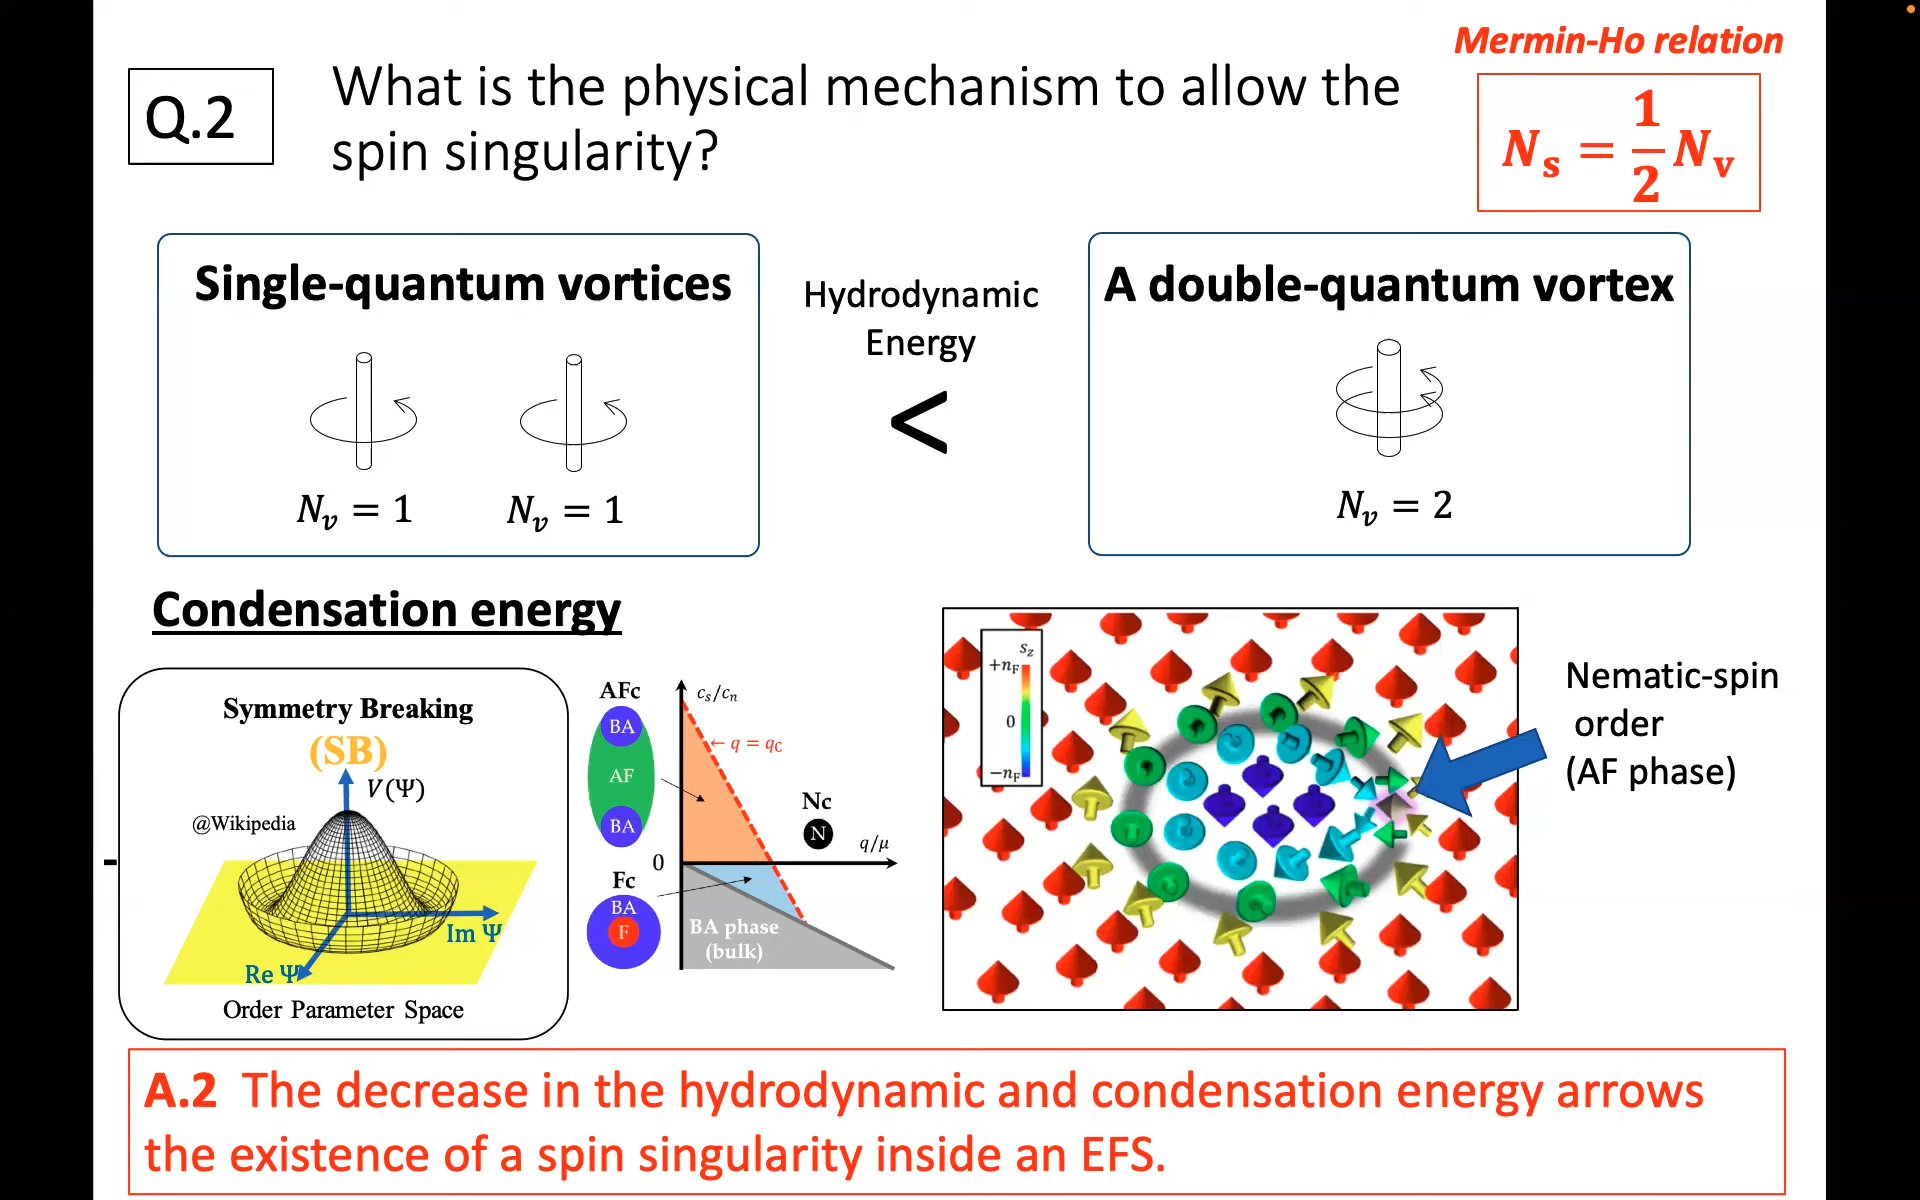 Mermin-Ho relation
Q.2
What is the physical mechanism to allow the
spin singularity?
N_s = 1/2 N_v
Single-quantum vortices
N_v = 1
N_v = 1
Hydrodynamic
Energy
<
A double-quantum vortex
N_v = 2
Condensation energy
Symmetry Breaking
(SB)
V(Ψ)
@Wikipedia
Im Ψ
Re Ψ
Order Parameter Space
AFc
BA
AF
BA
Fc
BA
F
c_s/c_n
← q = q_C
Nc
N
q/μ
0
BA phase
(bulk)
s_z
+n_F
0
−n_F
Nematic-spin
order
(AF phase)
A.2 The decrease in the hydrodynamic and condensation energy arrows
the existence of a spin singularity inside an EFS.